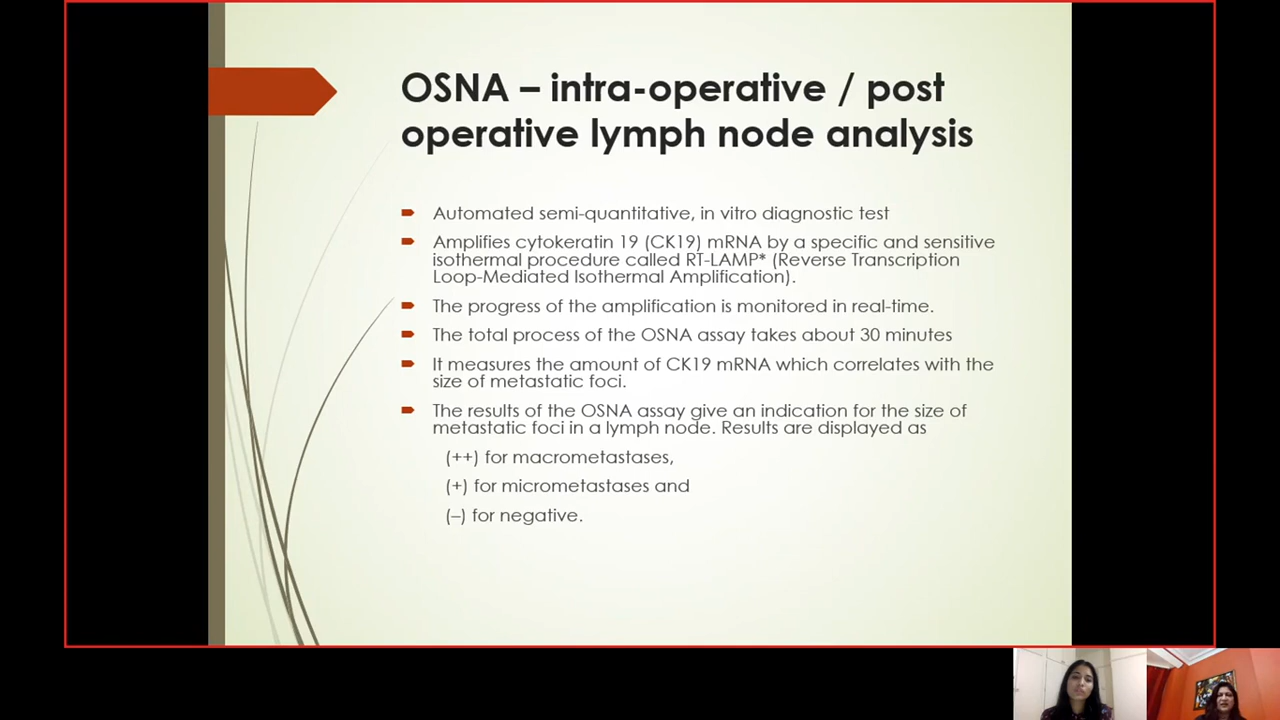 OSNA – intra-operative / post
operative lymph node analysis
Automated semi-quantitative, in vitro diagnostic test
Amplifies cytokeratin 19 (CK19) mRNA by a specific and sensitive
isothermal procedure called RT-LAMP* (Reverse Transcription
Loop-Mediated Isothermal Amplification).
The progress of the amplification is monitored in real-time.
The total process of the OSNA assay takes about 30 minutes
It measures the amount of CK19 mRNA which correlates with the
size of metastatic foci.
The results of the OSNA assay give an indication for the size of
metastatic foci in a lymph node. Results are displayed as
(++) for macrometastases,
(+) for micrometastases and
(–) for negative.